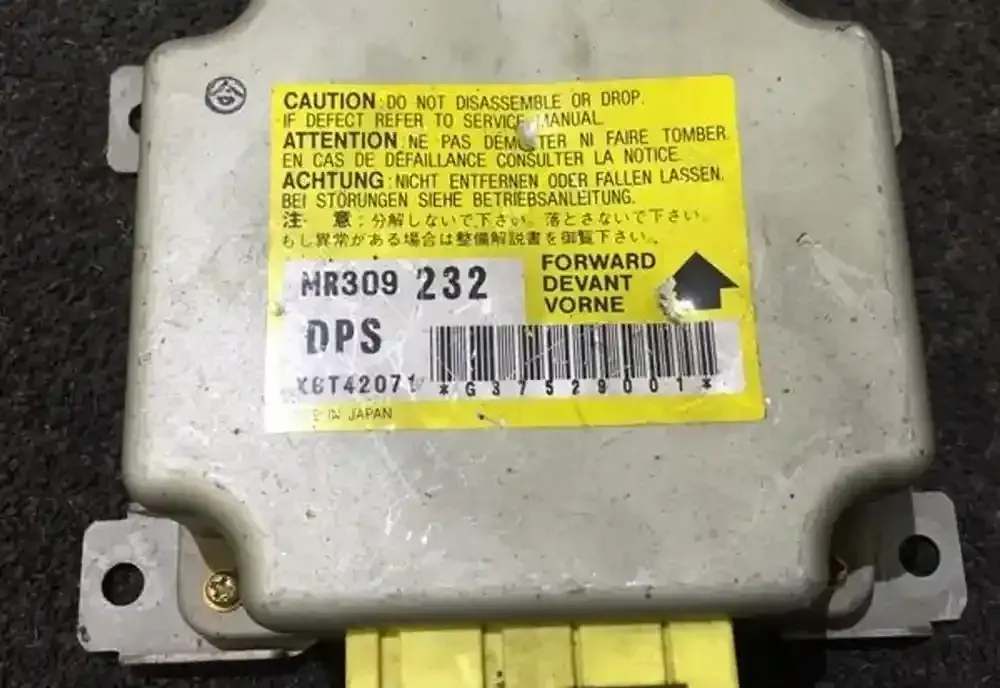 CAUTION: DO NOT DISASSEMBLE OR DROP.
IF DEFECT REFER TO SERVICE MANUAL.
ATTENTION: NE PAS DÉMONTER NI FAIRE TOMBER.
EN CAS DE DÉFAILLANCE CONSULTER LA NOTICE.
ACHTUNG: NICHT ENTFERNEN ODER FALLEN LASSEN.
BEI STÖRUNGEN SIEHE BETRIEBSANLEITUNG.
注 意:分解しないで下さい。落とさないで下さい。
もし異常がある場合は整備解説書を御覧下さい。
MR309 232
FORWARD
DEVANT
VORNE
DPS
X6T42071
*G37529001*
IN JAPAN